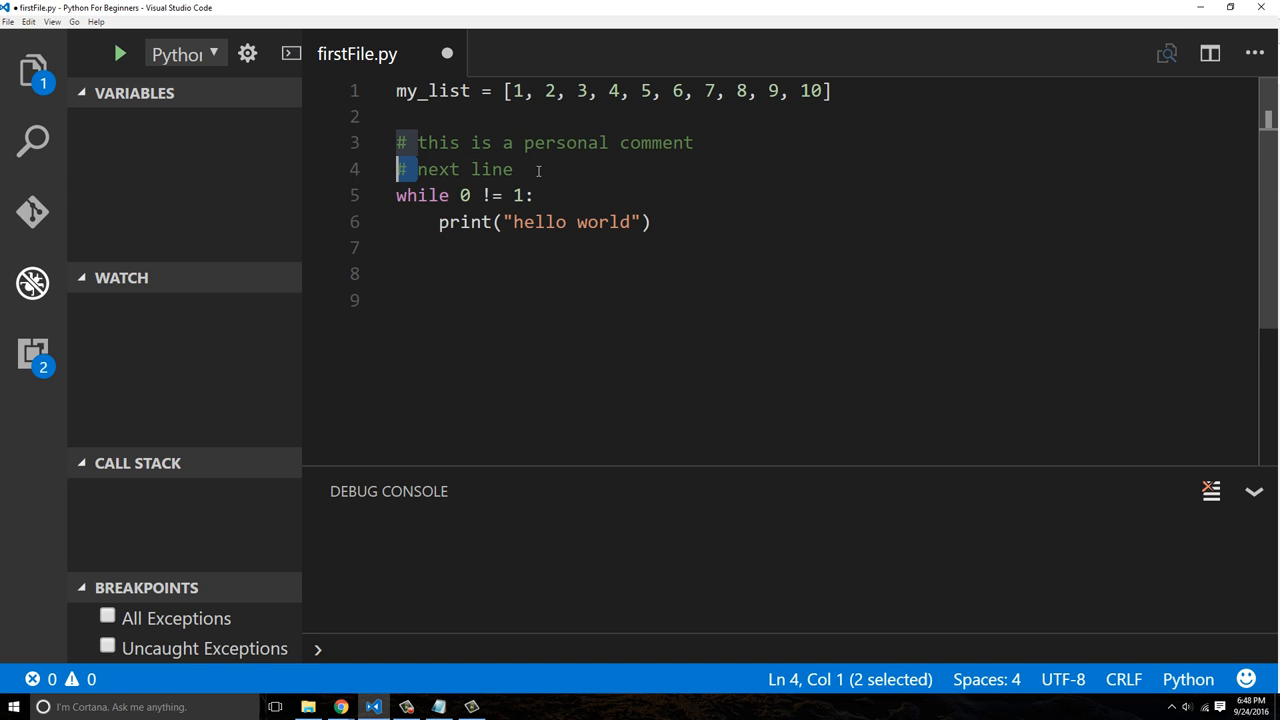 ● firstFile.py - Python For Beginners - Visual Studio Code
File Edit View Go Help
Python
firstFile.py
1
VARIABLES
WATCH
CALL STACK
BREAKPOINTS
All Exceptions
Uncaught Exceptions
2
1 my_list = [1, 2, 3, 4, 5, 6, 7, 8, 9, 10]
2
3 # this is a personal comment
4 # next line
5 while 0 != 1:
6 print("hello world")
7
8
9
DEBUG CONSOLE
0 0
Ln 4, Col 1 (2 selected) Spaces: 4 UTF-8 CRLF Python
I'm Cortana. Ask me anything.
6:48 PM
9/24/2016